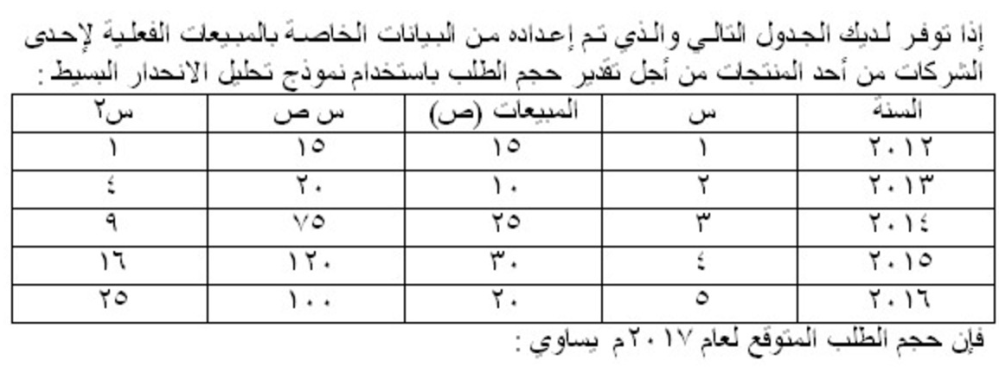 إذا توفر لديك الجدول التالي والذي تم إعداده من البيانات الخاصة بالمبيعات الفعلية لإحدى
الشركات من أحد المنتجات من أجل تقدير حجم الطلب باستخدام نموذج تحليل الانحدار البسيط :
السنة س المبيعات (ص) س ص س٢
٢٠١٢ ١ ١٥ ١٥ ١
٢٠١٣ ٢ ١٠ ٢٠ ٤
٢٠١٤ ٣ ٢٥ ٧٥ ٩
٢٠١٥ ٤ ٣٠ ١٢٠ ١٦
٢٠١٦ ٥ ٢٠ ١٠٠ ٢٥
فإن حجم الطلب المتوقع لعام ٢٠١٧م يساوي :